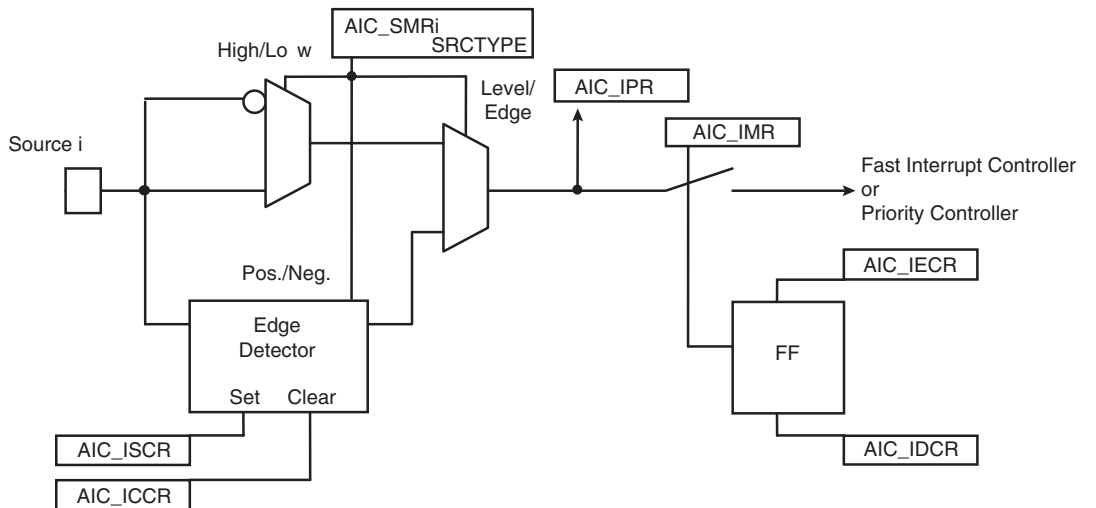 AIC_SMRi
SRCTYPE
High/Lo w
Level/
Edge
AIC_IPR
AIC_IMR
Source i
Fast Interrupt Controller
or
Priority Controller
Pos./Neg.
AIC_IECR
Edge
Detector
FF
Set Clear
AIC_ISCR
AIC_IDCR
AIC_ICCR